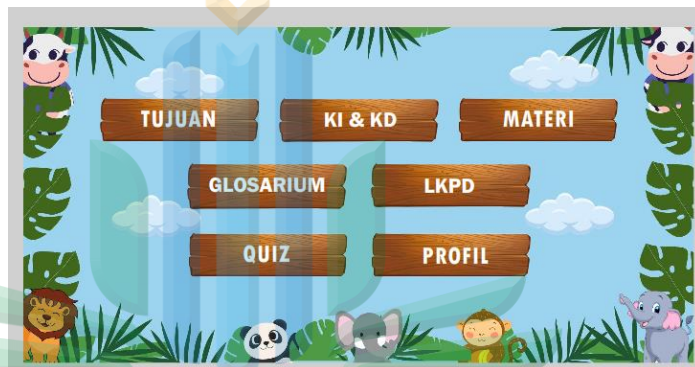 TUJUAN
KI & KD
MATERI
GLOSARIUM
LKPD
QUIZ
PROFIL